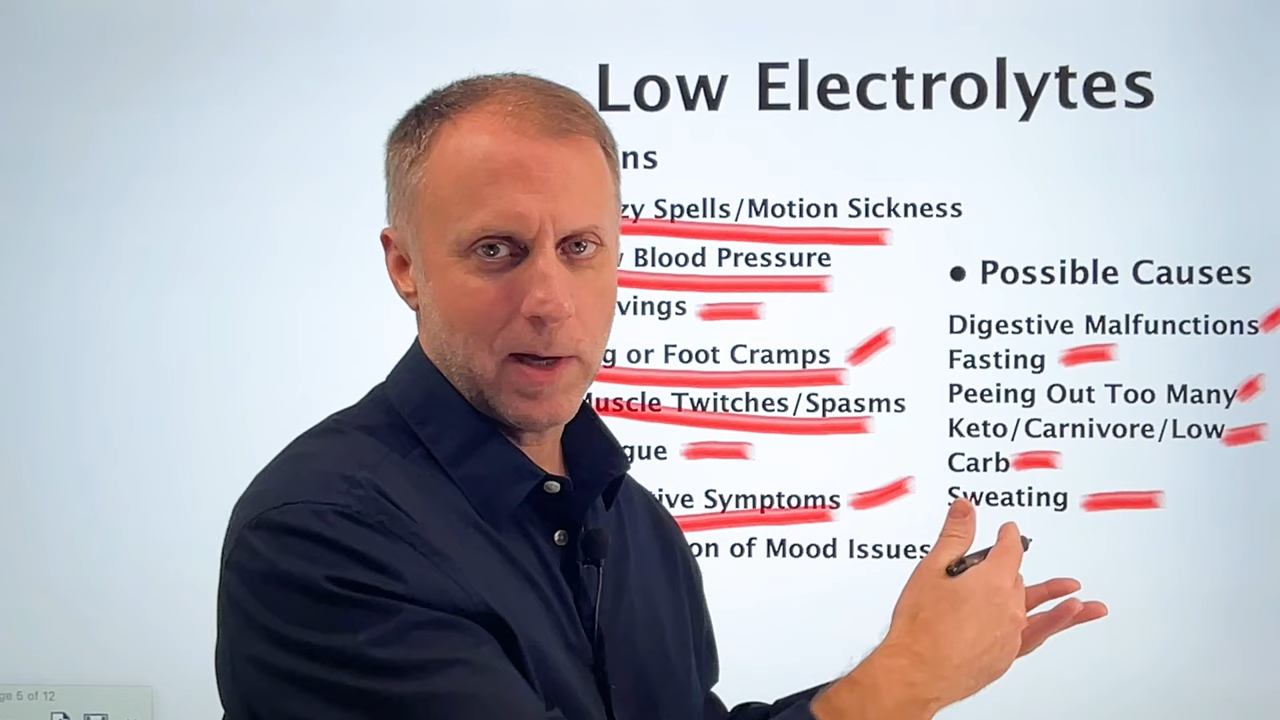 Low Electrolytes
ns
zy Spells/Motion Sickness
Blood Pressure
vings
g or Foot Cramps
Muscle Twitches/Spasms
gue
ive Symptoms
on of Mood Issues
● Possible Causes
Digestive Malfunctions
Fasting
Peeing Out Too Many
Keto/Carnivore/Low
Carb
Sweating
ge 5 of 12